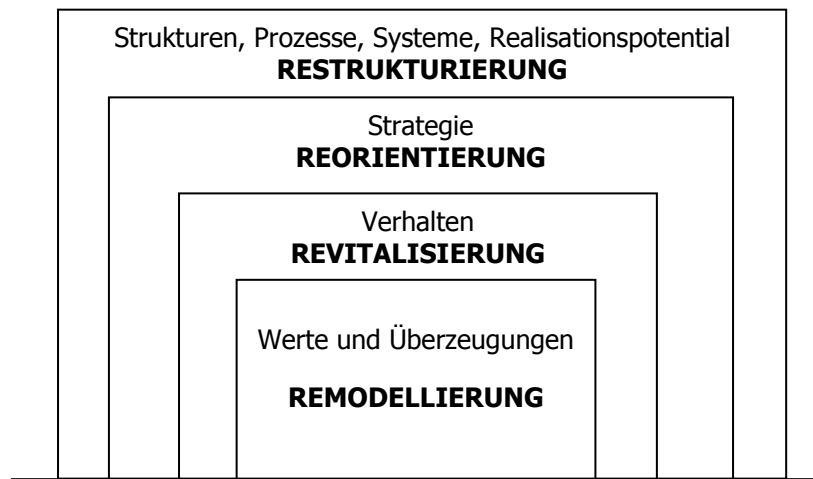 Strukturen, Prozesse, Systeme, Realisationspotential
RESTRUKTURIERUNG
Strategie
REORIENTIERUNG
Verhalten
REVITALISIERUNG
Werte und Überzeugungen
REMODELLIERUNG